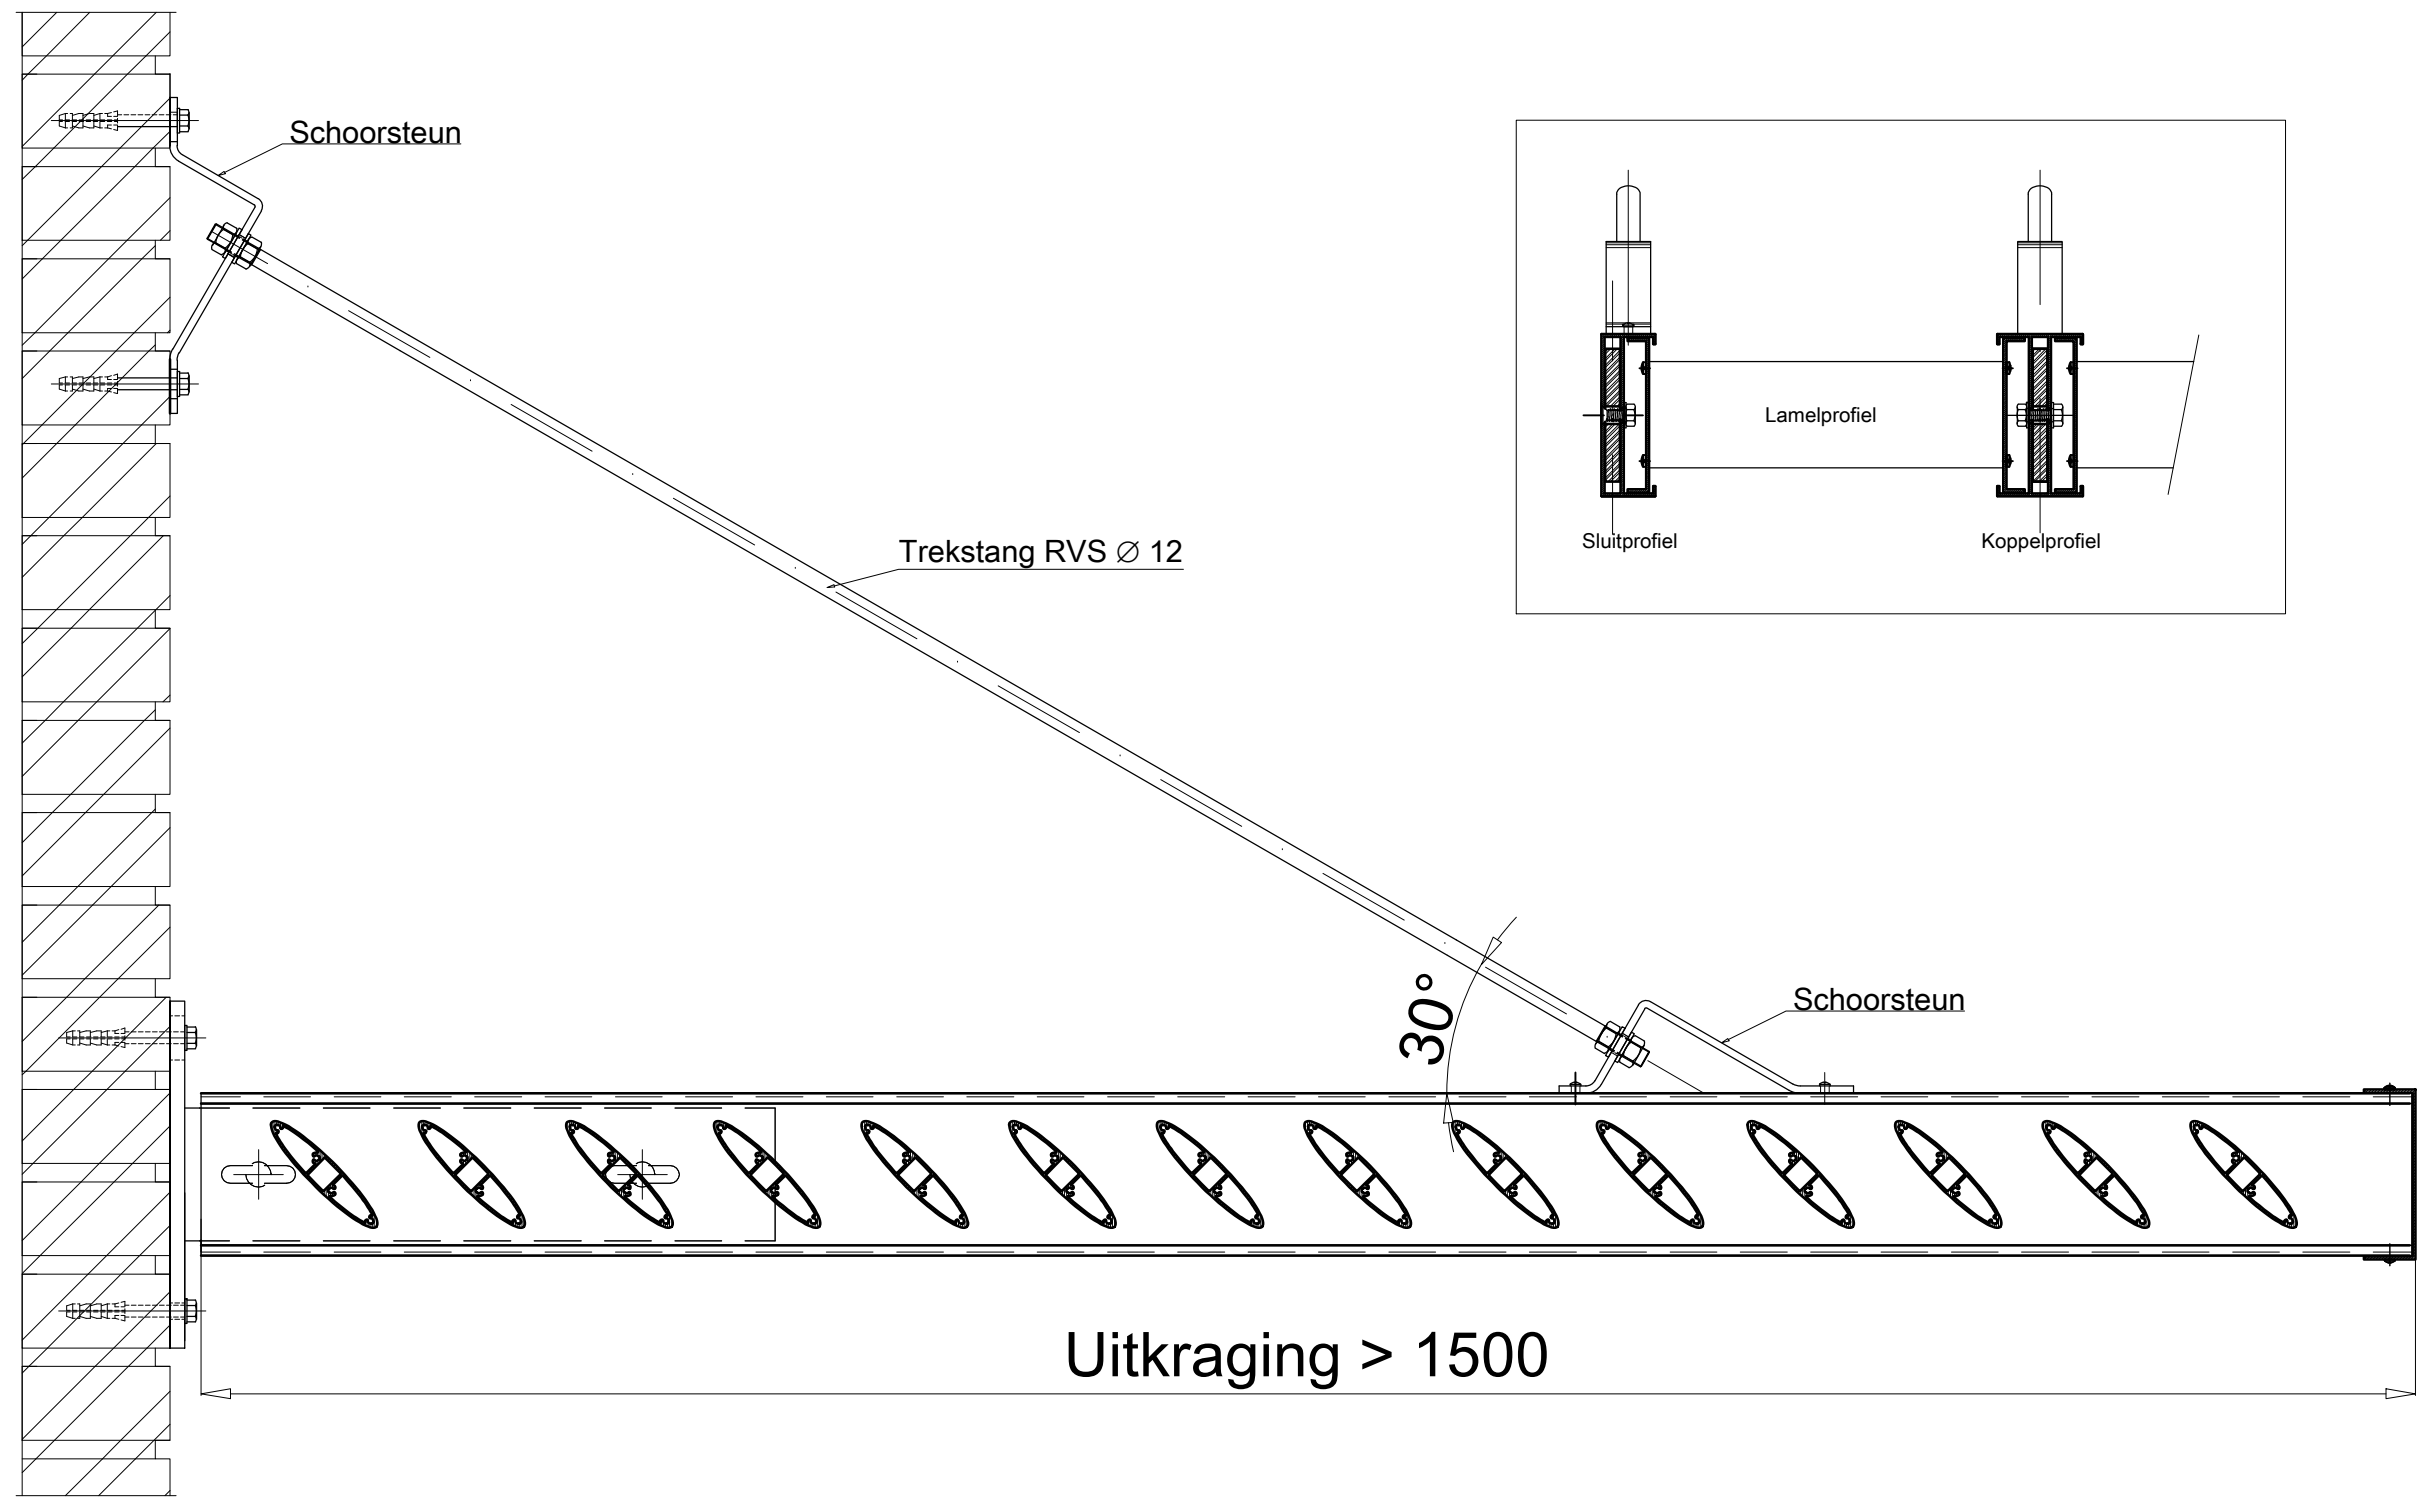 Schoorsteun
Lamelprofiel
Sluitprofiel
Koppelprofiel
Trekstang RVS ∅ 12
30°
Schoorsteun
Uitkraging > 1500